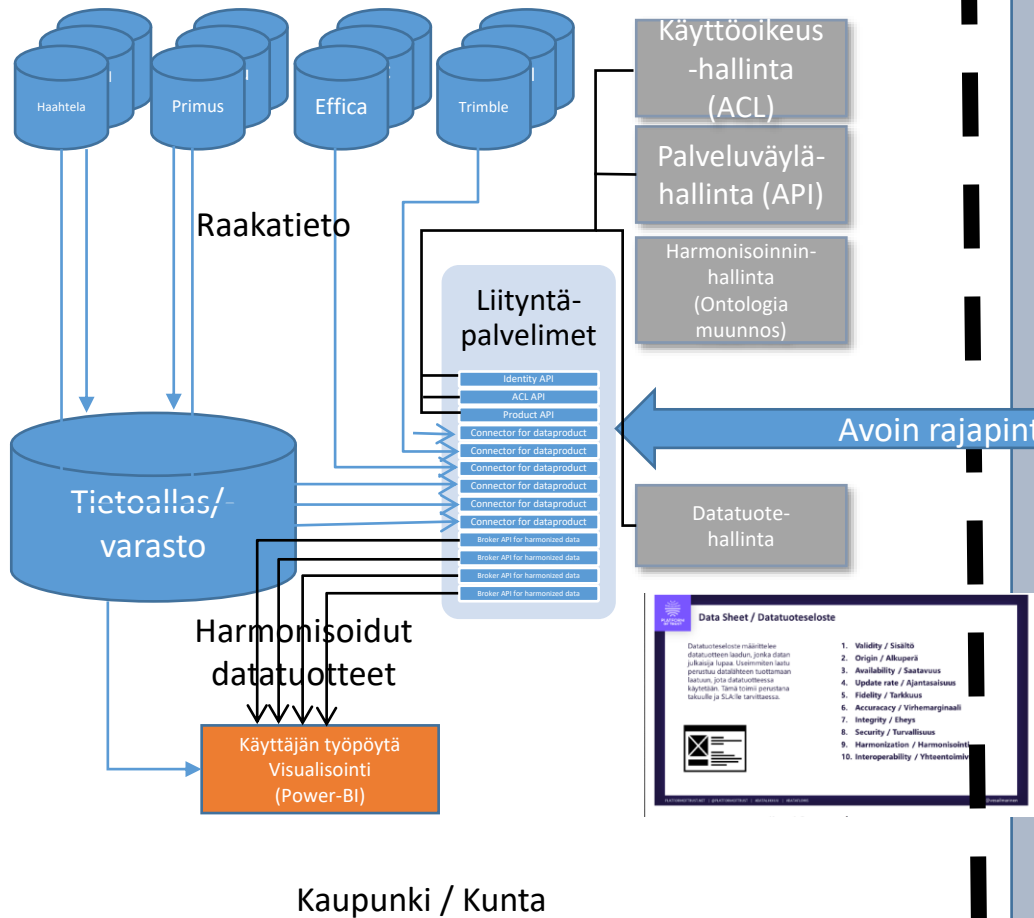 Haahtela
Primus
Effica
Trimble
Raakatieto
Käyttöoikeus
-hallinta
(ACL)
Palveluväylä-
hallinta (API)
Harmonisoinnin-
hallinta
(Ontologia
muunnos)
Liityntä-
palvelimet
Identity API
ACL API
Product API
Connector for dataproduct
Connector for dataproduct
Connector for dataproduct
Connector for dataproduct
Connector for dataproduct
Connector for dataproduct
Broker API for harmonized data
Broker API for harmonized data
Broker API for harmonized data
Broker API for harmonized data
Avoin rajapint
Tietoallas/-
varasto
Datatuote-
hallinta
Harmonisoidut
datatuotteet
Käyttäjän työpöytä
Visualisointi
(Power-BI)
PLATFORM
OF TRUST
Data Sheet / Datatuoteseloste
Datatuoteseloste määrittelee
datatuotteen laadun, jonka datan
julkaisija lupaa. Useimmiten laatu
perustuu datalähteen tuottamaan
laatuun, jota datatuotteessa
käytetään. Tämä toimii perustana
takuulle ja SLA:lle tarvittaessa.
1. Validity / Sisältö
2. Origin / Alkuperä
3. Availability / Saatavuus
4. Update rate / Ajantasaisuus
5. Fidelity / Tarkkuus
6. Accuracacy / Virhemarginaali
7. Integrity / Eheys
8. Security / Turvallisuus
9. Harmonization / Harmonisointi
10. Interoperability / Yhteentoimiv
Kaupunki / Kunta